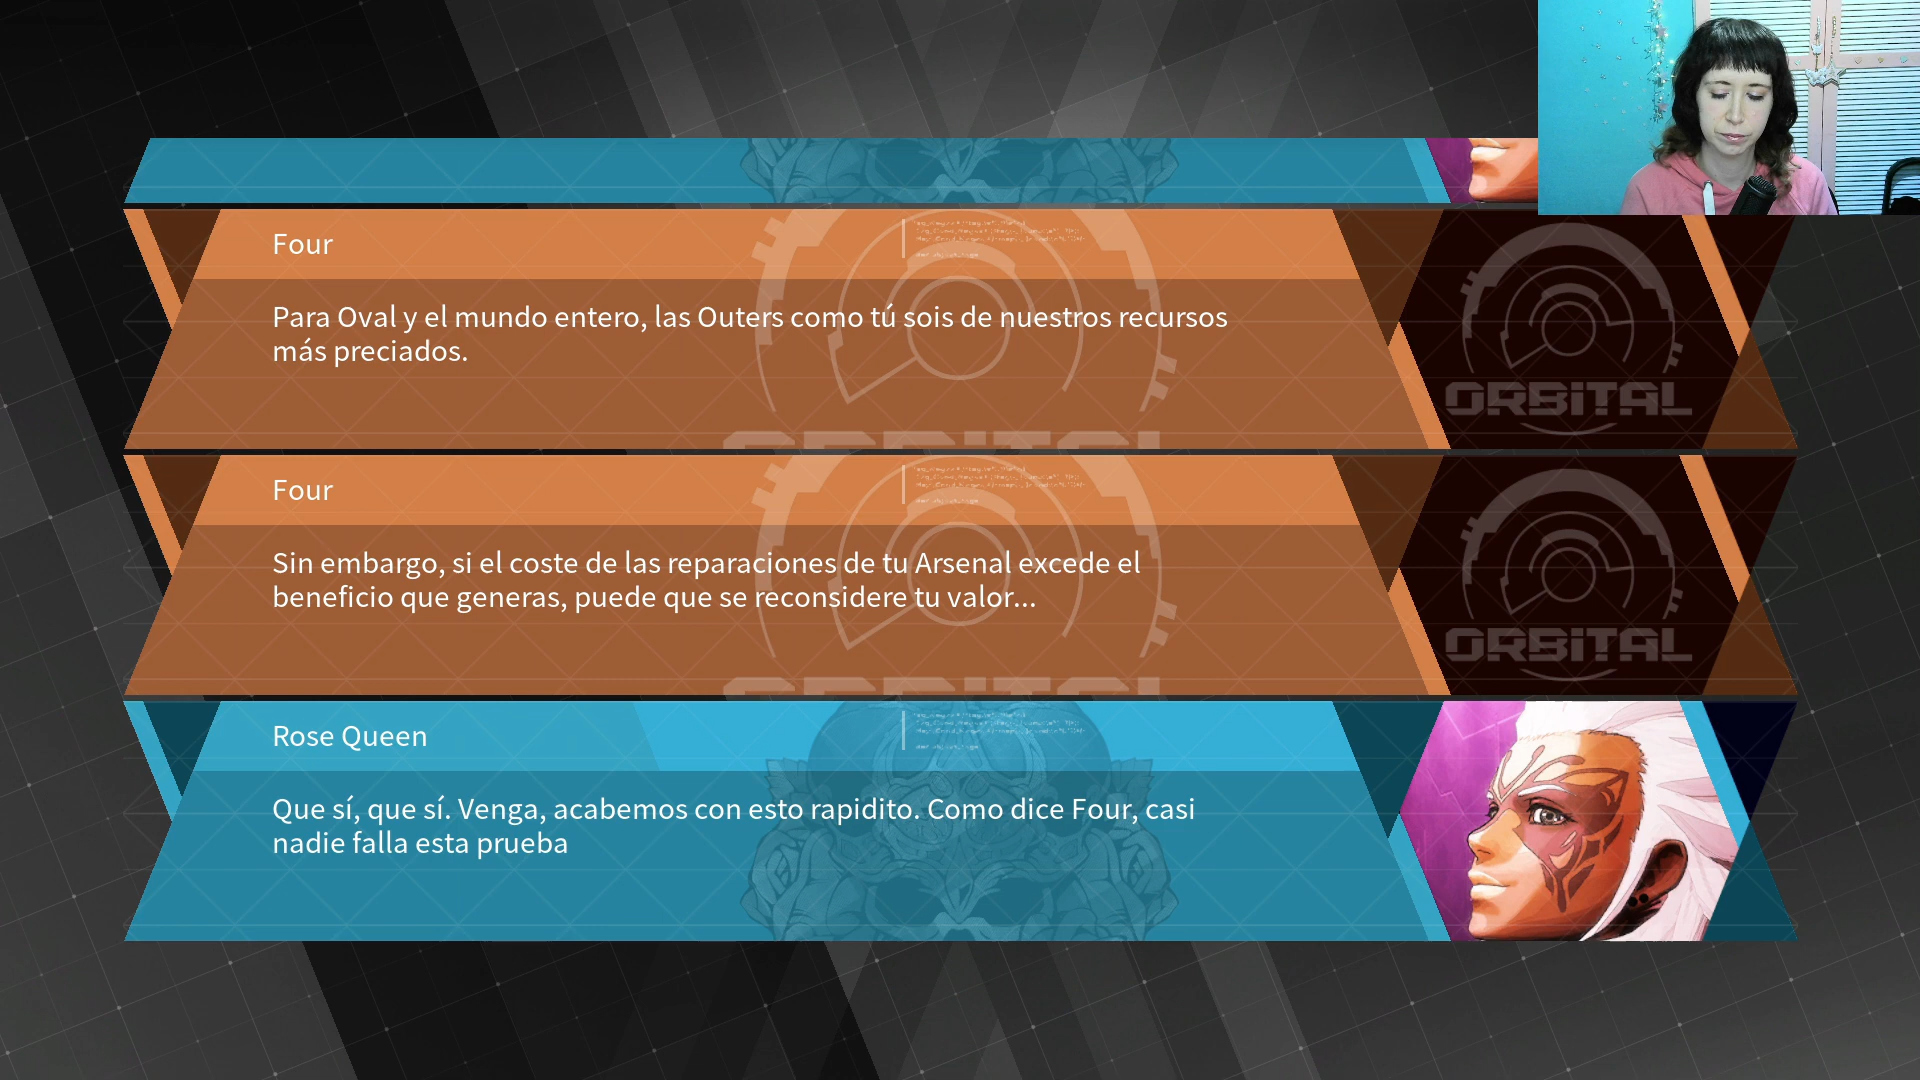 Four
Para Oval y el mundo entero, las Outers como tú sois de nuestros recursos
más preciados.
ORBITAL
Four
Sin embargo, si el coste de las reparaciones de tu Arsenal excede el
beneficio que generas, puede que se reconsidere tu valor...
ORBITAL
Rose Queen
Que sí, que sí. Venga, acabemos con esto rapidito. Como dice Four, casi
nadie falla esta prueba